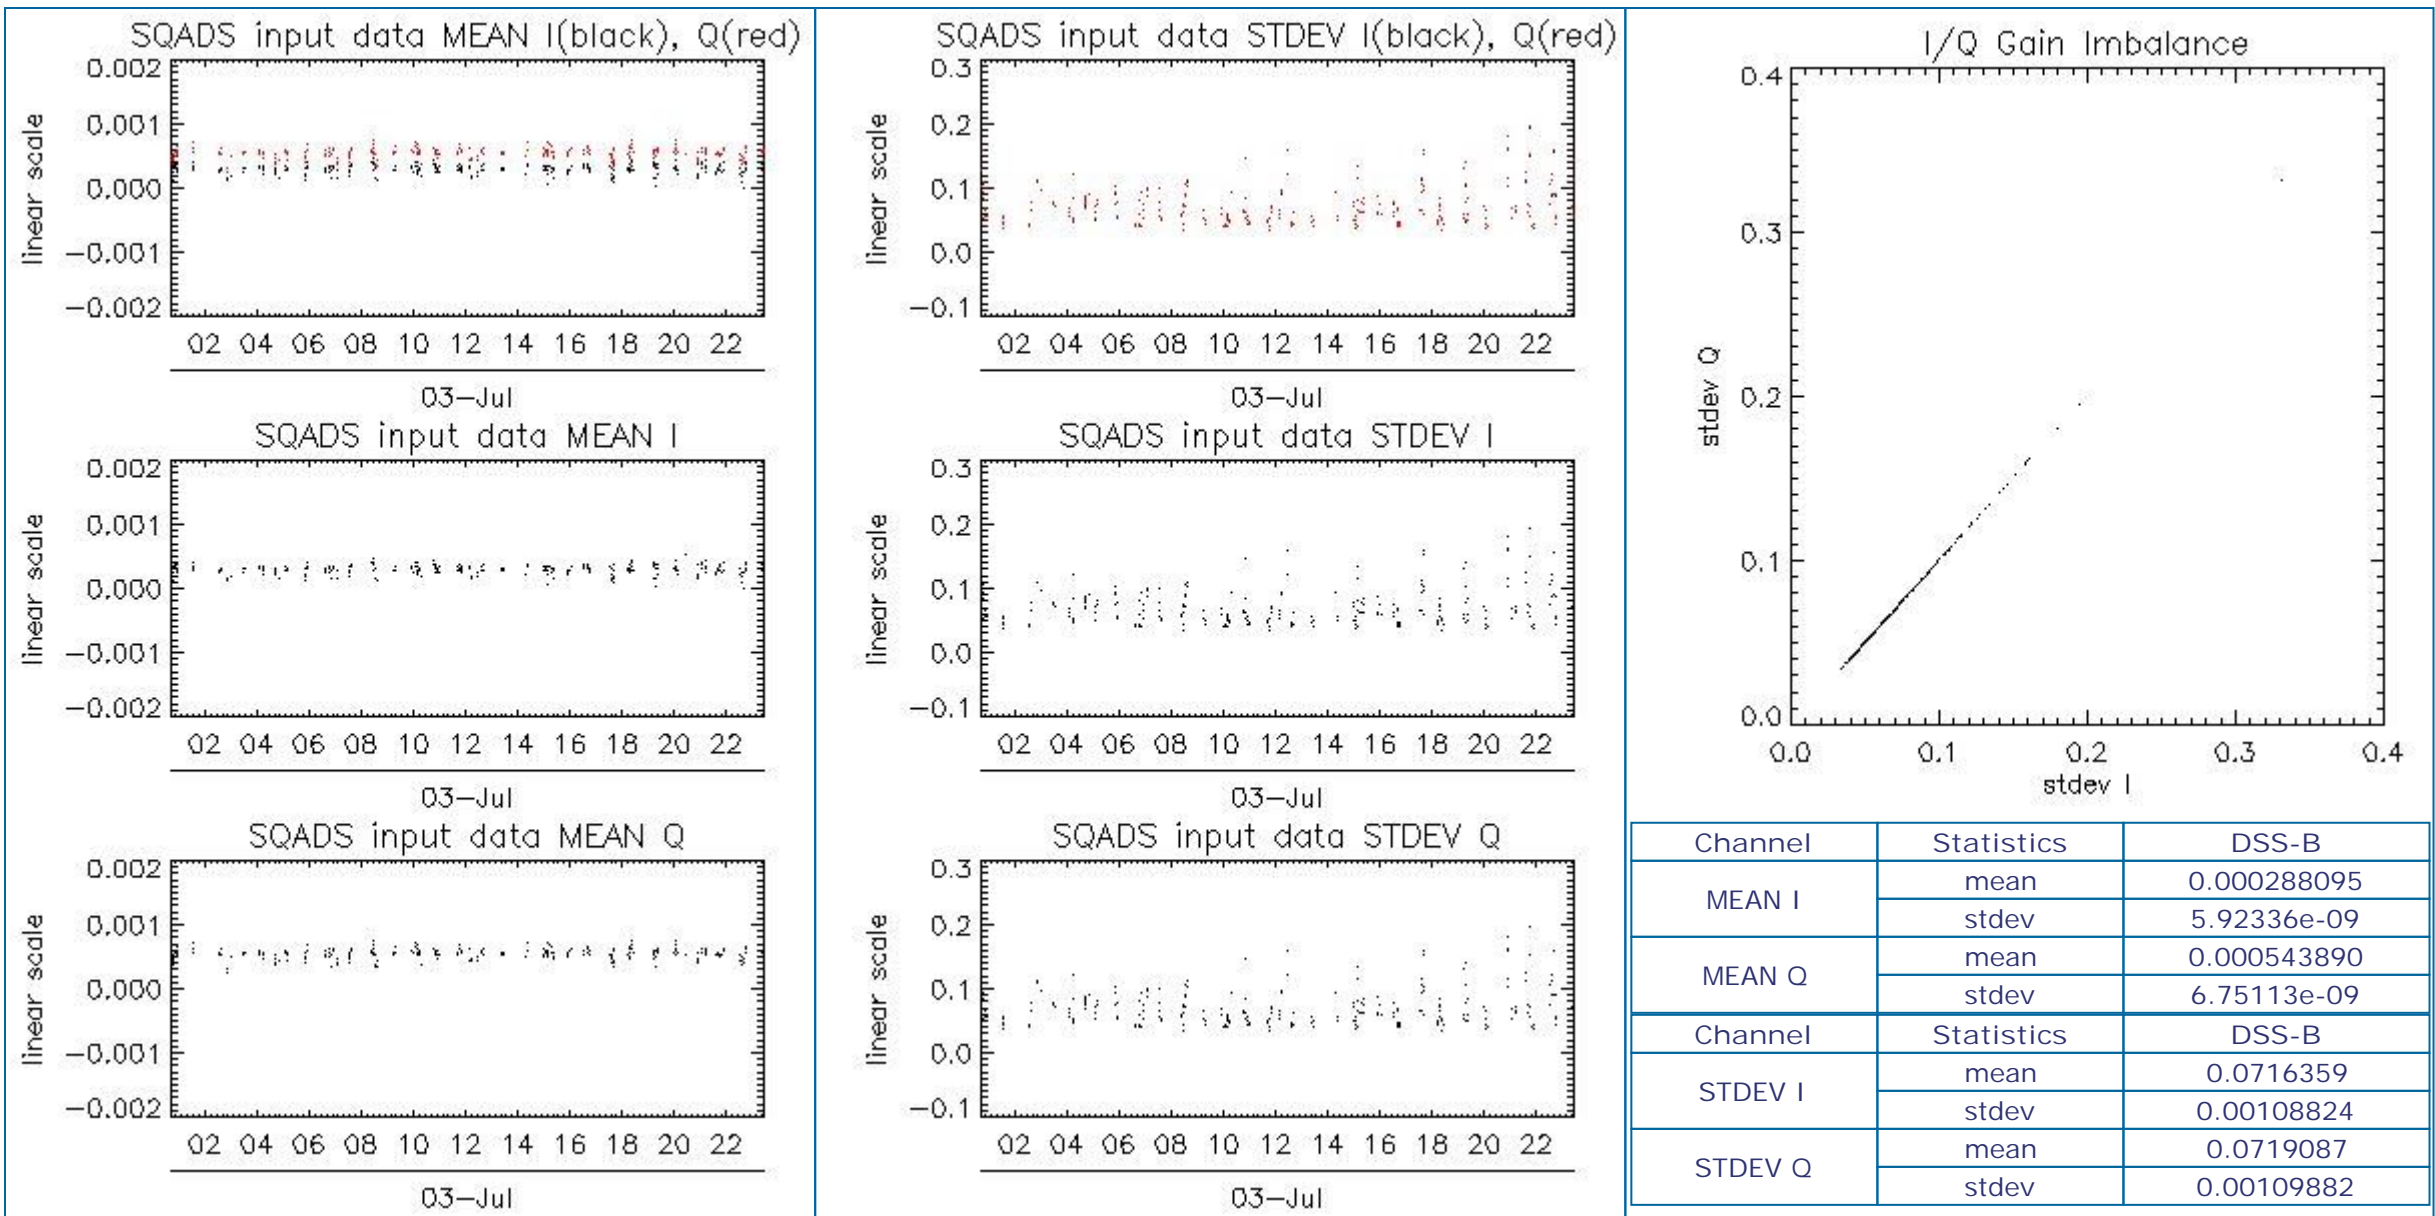 SQADS input data MEAN I(black), Q(red)
0.002
0.001
0.000
-0.001
-0.002
linear scale
02 04 06 08 10 12 14 16 18 20 22
03-Jul
SQADS input data MEAN I
0.002
0.001
0.000
-0.001
-0.002
linear scale
02 04 06 08 10 12 14 16 18 20 22
03-Jul
SQADS input data MEAN Q
0.002
0.001
0.000
-0.001
-0.002
linear scale
02 04 06 08 10 12 14 16 18 20 22
03-Jul
SQADS input data STDEV I(black), Q(red)
0.3
0.2
0.1
0.0
-0.1
linear scale
02 04 06 08 10 12 14 16 18 20 22
03-Jul
SQADS input data STDEV I
0.3
0.2
0.1
0.0
-0.1
linear scale
02 04 06 08 10 12 14 16 18 20 22
03-Jul
SQADS input data STDEV Q
0.3
0.2
0.1
0.0
-0.1
linear scale
02 04 06 08 10 12 14 16 18 20 22
03-Jul
I/Q Gain Imbalance
0.4
0.3
0.2
0.1
0.0
stdev Q
0.0 0.1 0.2 0.3 0.4
stdev I
Channel Statistics DSS-B
MEAN I mean 0.000288095
stdev 5.92336e-09
MEAN Q mean 0.000543890
stdev 6.75113e-09
Channel Statistics DSS-B
STDEV I mean 0.0716359
stdev 0.00108824
STDEV Q mean 0.0719087
stdev 0.00109882